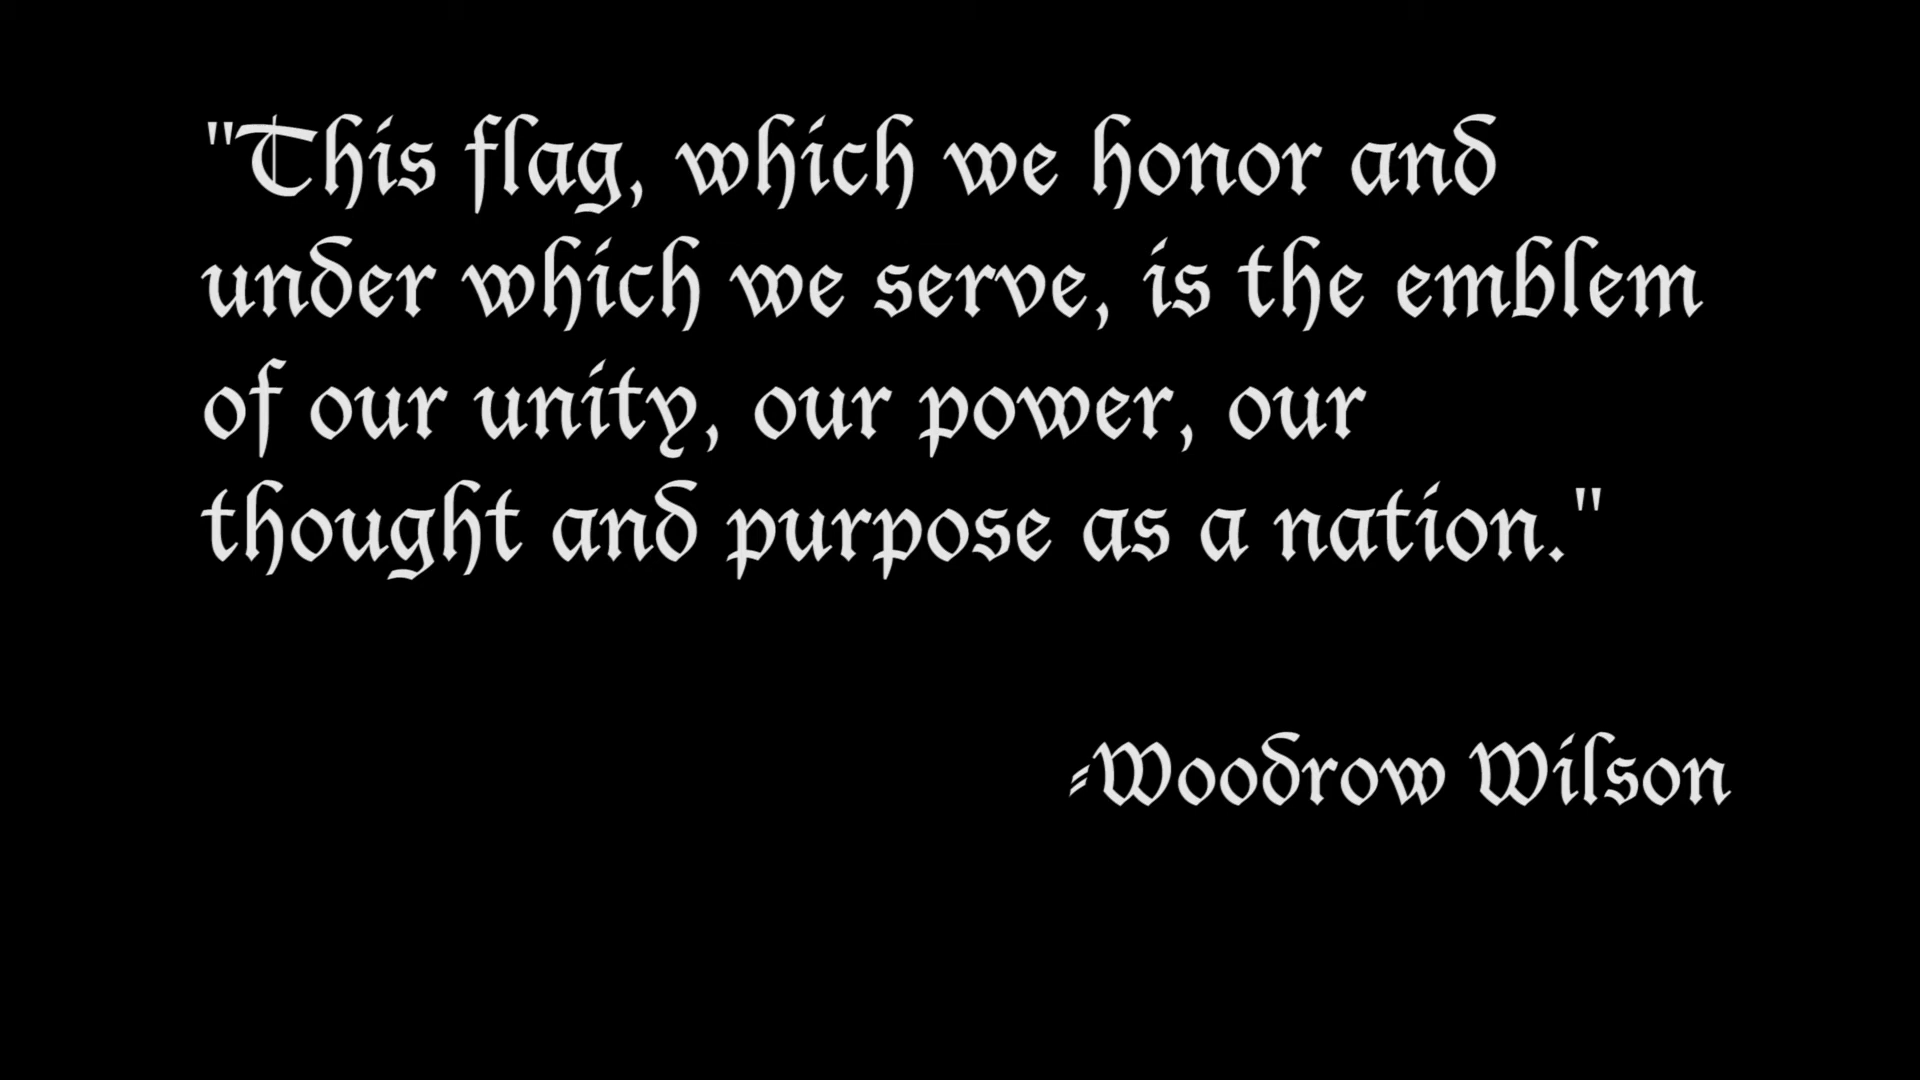 "This flag, which we honor and
under which we serve, is the emblem
of our unity, our power, our
thought and purpose as a nation."
-Woodrow Wilson